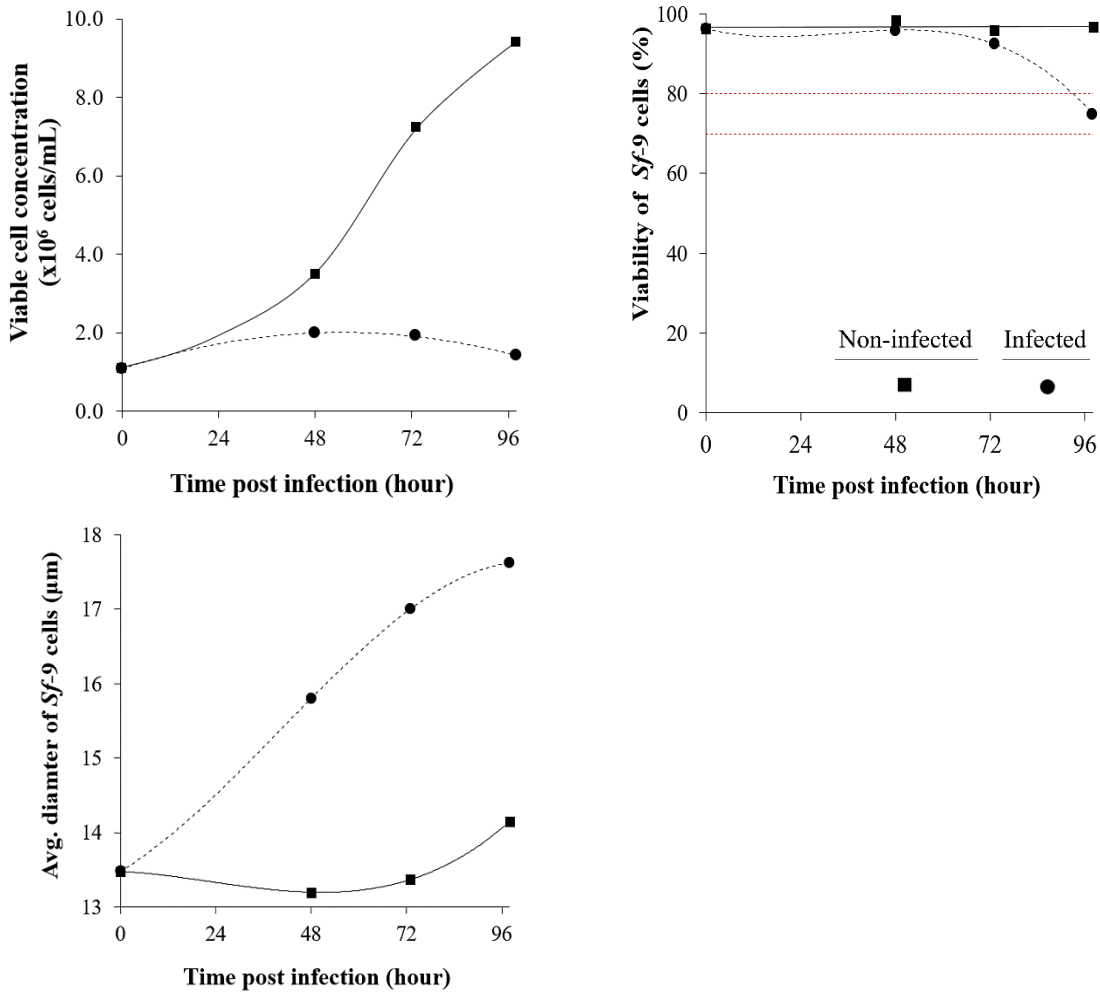 Viable cell concentration
(x10⁶ cells/mL)
10.0
8.0
6.0
4.0
2.0
0.0
0 24 48 72 96
Time post infection (hour)
Viability of Sf-9 cells (%)
100
80
60
40
20
0
Non-infected Infected
0 24 48 72 96
Time post infection (hour)
Avg. diamter of Sf-9 cells (µm)
18
17
16
15
14
13
0 24 48 72 96
Time post infection (hour)